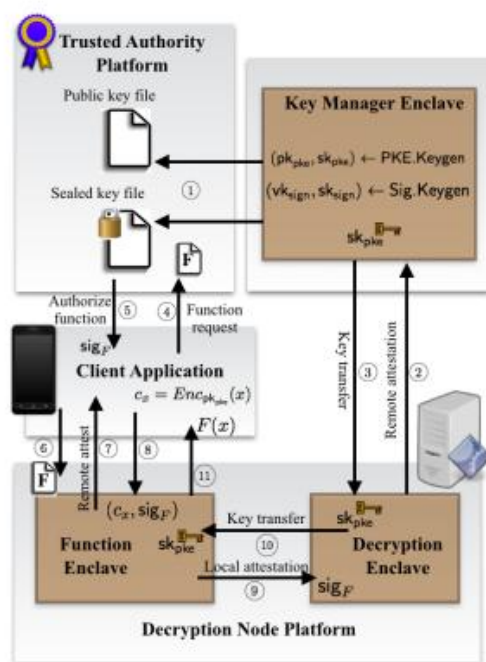 Trusted Authority
Platform
Public key file
Sealed key file
①
F
Key Manager Enclave
(pk_pke, sk_pke) ← PKE.Keygen
(vk_sign, sk_sign) ← Sig.Keygen
sk_pke
Authorize
function
⑤
④
Function
request
sig_F
Client Application
c_x = Enc_pk_pke(x)
F(x)
Key transfer
③
②
Remote attestation
⑥
⑦
⑧
⑪
F
Remote attest
(c_x, sig_F)
sk_pke
Function
Enclave
Key transfer
⑩
Local attestation
⑨
sk_pke
Decryption
Enclave
sig_F
Decryption Node Platform